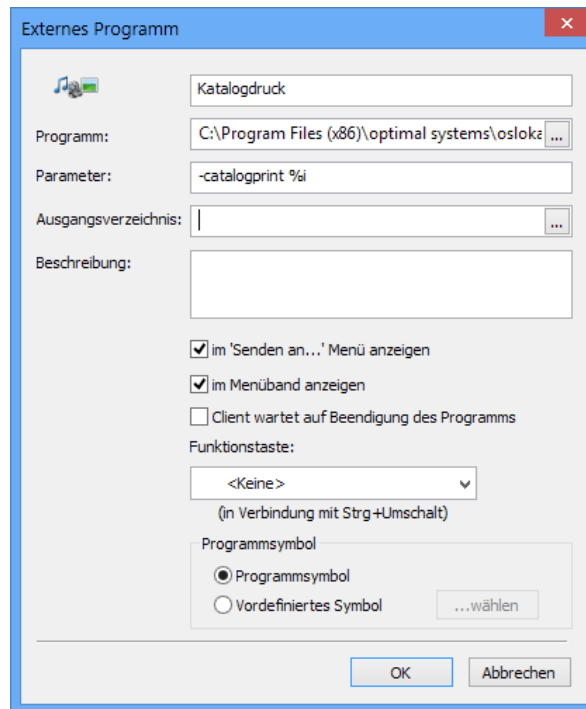 Externes Programm
Katalogdruck
Programm:
C:\Program Files (x86)\optimal systems\osloka
...
Parameter:
-catalogprint %i
Ausgangsverzeichnis:
...
Beschreibung:
im 'Senden an...' Menü anzeigen
im Menüband anzeigen
Client wartet auf Beendigung des Programms
Funktionstaste:
<Keine>
(in Verbindung mit Strg+Umschalt)
Programmsymbol
Programmsymbol
Vordefiniertes Symbol
...wählen
OK
Abbrechen